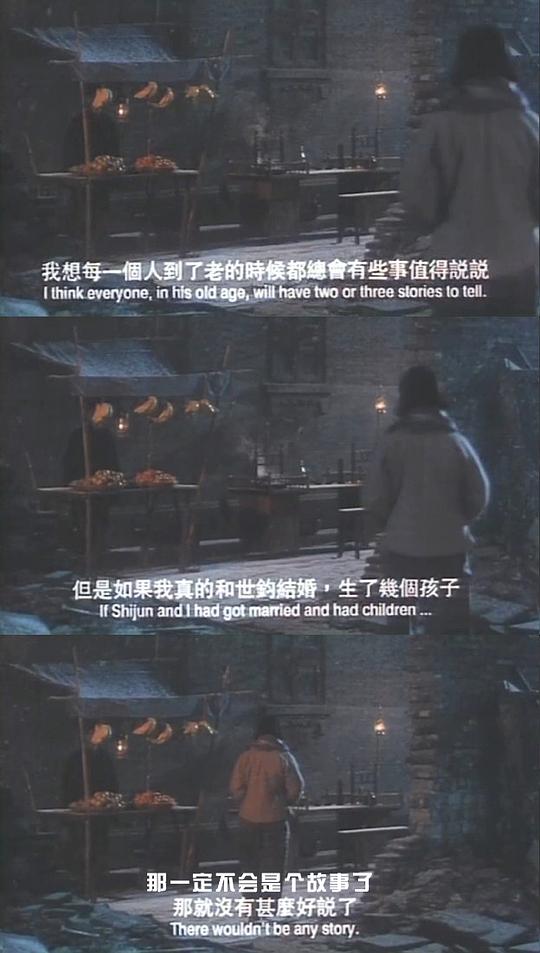 我想每一個人到了老的時候都總會有些事值得説説
I think everyone, in his old age, will have two or three stories to tell.
但是如果我真的和世鈞結婚，生了幾個孩子
If Shijun and I had got married and had children ...
那一定不会是个故事了
那就沒有甚麼好説了
There wouldn't be any story.